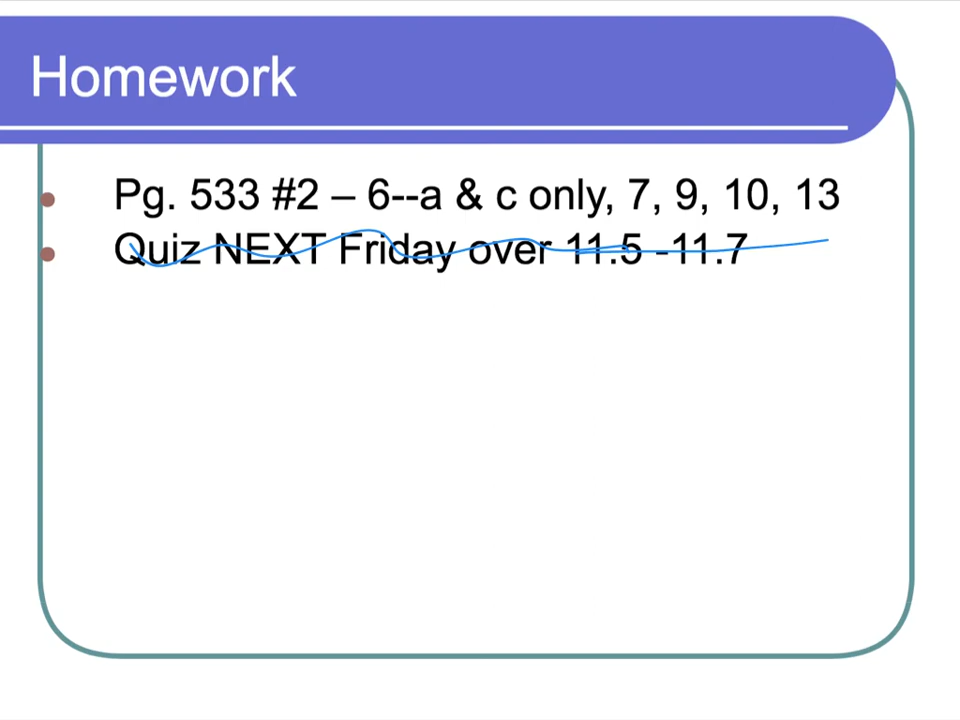 Homework
Pg. 533 #2 – 6--a & c only, 7, 9, 10, 13
Quiz NEXT Friday over 11.5 -11.7